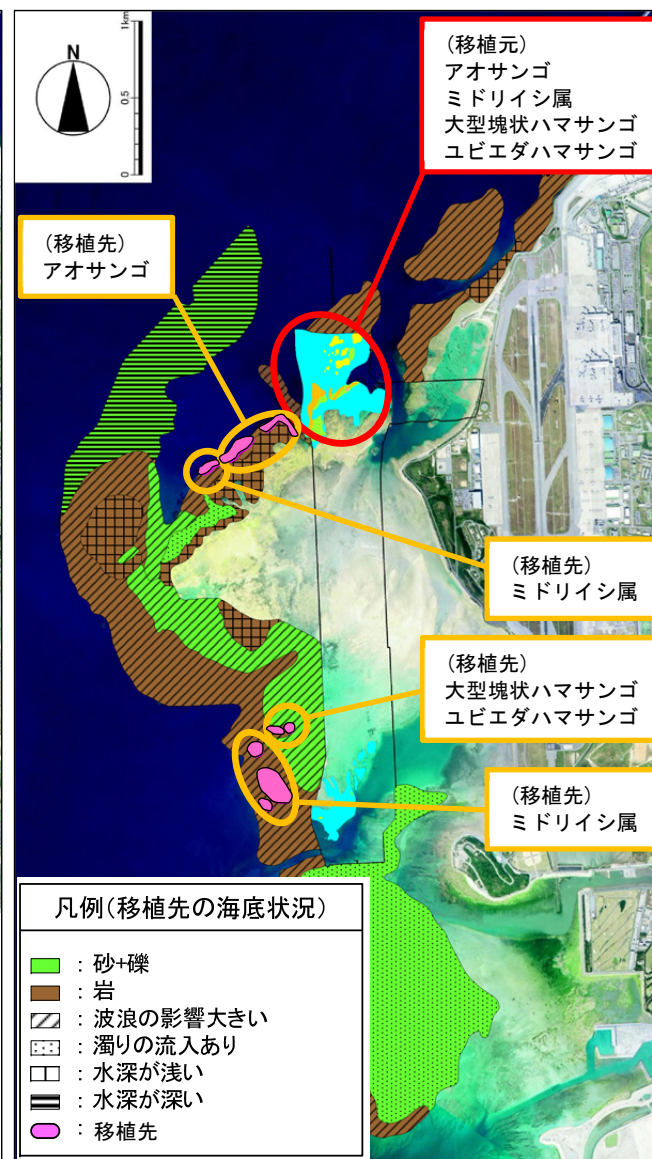 N
1km
0.5
0
(移植元)
アオサンゴ
ミドリイシ属
大型塊状ハマサンゴ
ユビエダハマサンゴ
(移植先)
アオサンゴ
(移植先)
ミドリイシ属
(移植先)
大型塊状ハマサンゴ
ユビエダハマサンゴ
(移植先)
ミドリイシ属
凡例(移植先の海底状況)
：砂+礫
：岩
：波浪の影響大きい
：濁りの流入あり
：水深が浅い
：水深が深い
：移植先